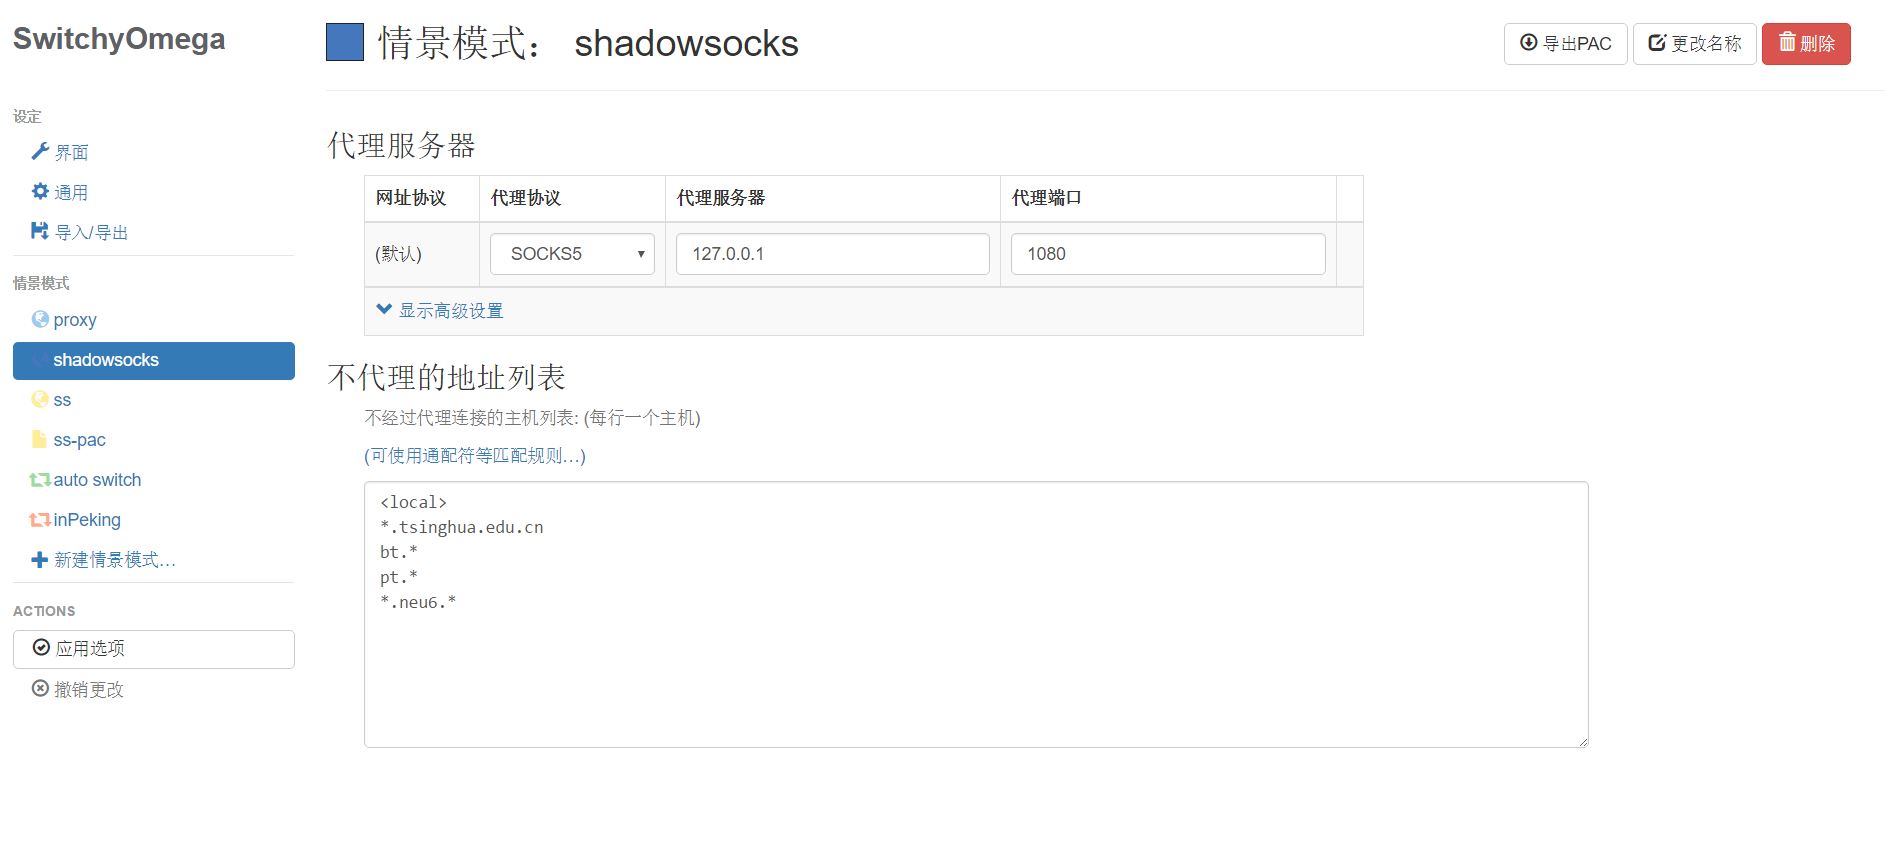 SwitchyOmega
设定
界面
通用
导入/导出
情景模式
proxy
shadowsocks
ss
ss-pac
auto switch
inPeking
新建情景模式...
ACTIONS
应用选项
撤销更改
情景模式： shadowsocks
导出PAC 更改名称 删除
代理服务器
网址协议 代理协议 代理服务器 代理端口
(默认) SOCKS5 127.0.0.1 1080
显示高级设置
不代理的地址列表
不经过代理连接的主机列表: (每行一个主机)
(可使用通配符等匹配规则...)
<local>
*.tsinghua.edu.cn
bt.*
pt.*
*.neu6.*